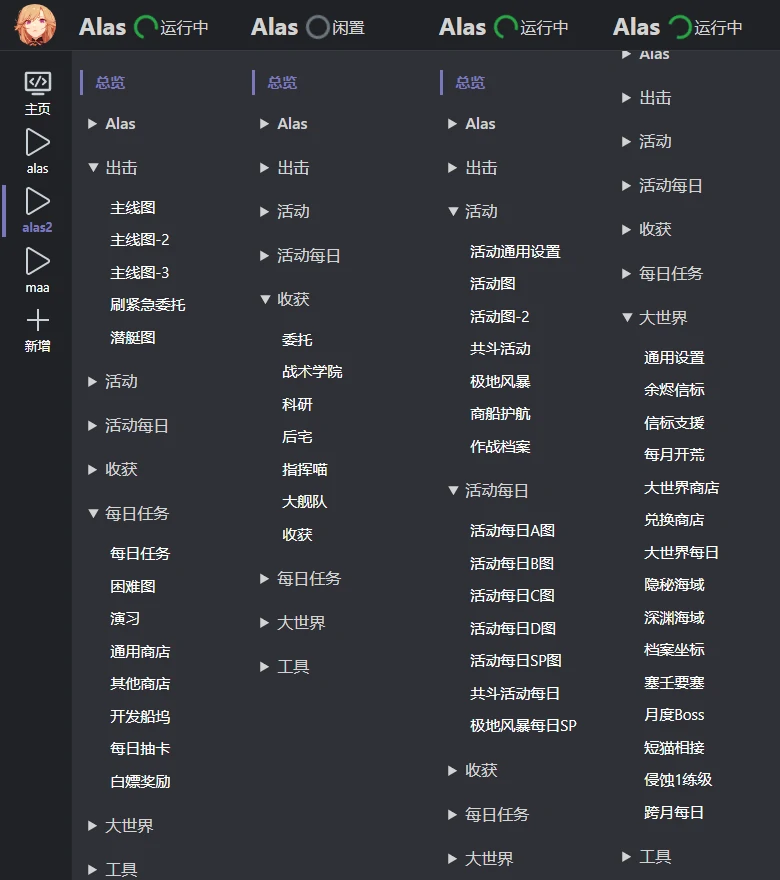 主页
alas
alas2
maa
新增
Alas 运行中
总览
Alas
出击
主线图
主线图-2
主线图-3
刷紧急委托
潜艇图
活动
活动每日
收获
每日任务
每日任务
困难图
演习
通用商店
其他商店
开发船坞
每日抽卡
白嫖奖励
大世界
工具
Alas 闲置
总览
Alas
出击
活动
活动每日
收获
委托
战术学院
科研
后宅
指挥喵
大舰队
收获
每日任务
大世界
工具
Alas 运行中
总览
Alas
出击
活动
活动通用设置
活动图
活动图-2
共斗活动
极地风暴
商船护航
作战档案
活动每日
活动每日A图
活动每日B图
活动每日C图
活动每日D图
活动每日SP图
共斗活动每日
极地风暴每日SP
收获
每日任务
大世界
Alas 运行中
Alas
出击
活动
活动每日
收获
每日任务
大世界
通用设置
余烬信标
信标支援
每月开荒
大世界商店
兑换商店
大世界每日
隐秘海域
深渊海域
档案坐标
塞壬要塞
月度Boss
短猫相接
侵蚀1练级
跨月每日
工具